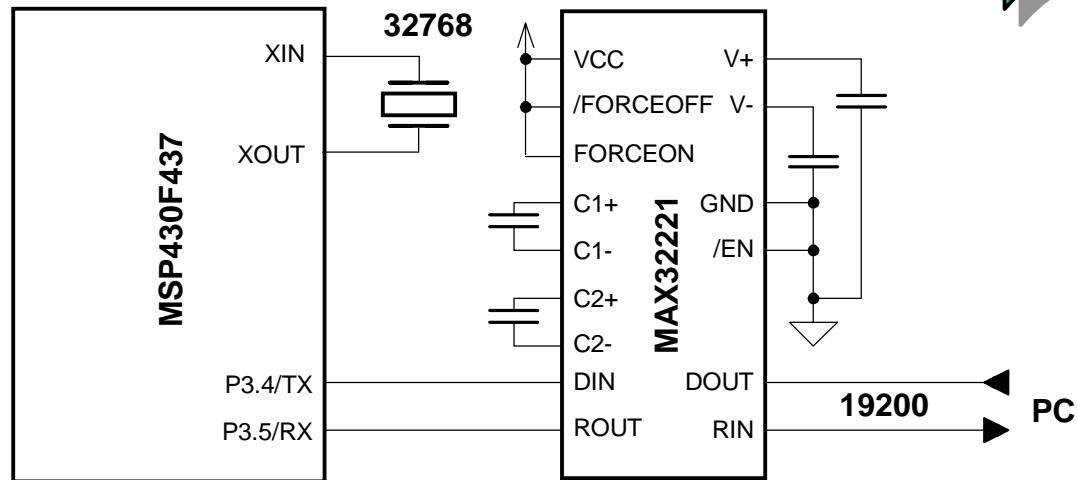 32768
MSP430F437
XIN
XOUT
P3.4/TX
P3.5/RX
MAX32221
VCC
/FORCEOFF
FORCEON
C1+
C1-
C2+
C2-
DIN
ROUT
V+
V-
GND
/EN
DOUT
RIN
19200
PC